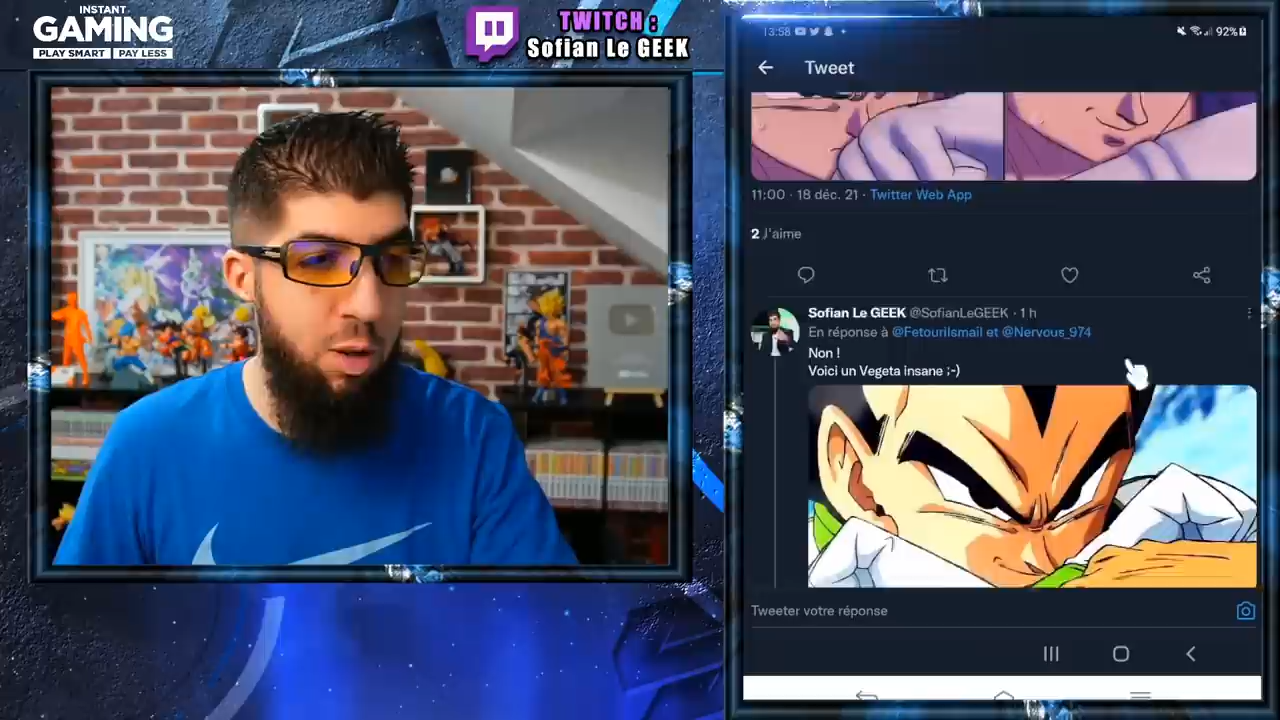 INSTANT
GAMING
PLAY SMART | PAY LESS
TWITCH :
Sofian Le GEEK
13:58
92%
Tweet
11:00 · 18 déc. 21 · Twitter Web App
2 J'aime
Sofian Le GEEK @SofianLeGEEK · 1 h
En réponse à @FetouriIsmail et @Nervous_974
Non !
Voici un Vegeta insane ;-)
Tweeter votre réponse